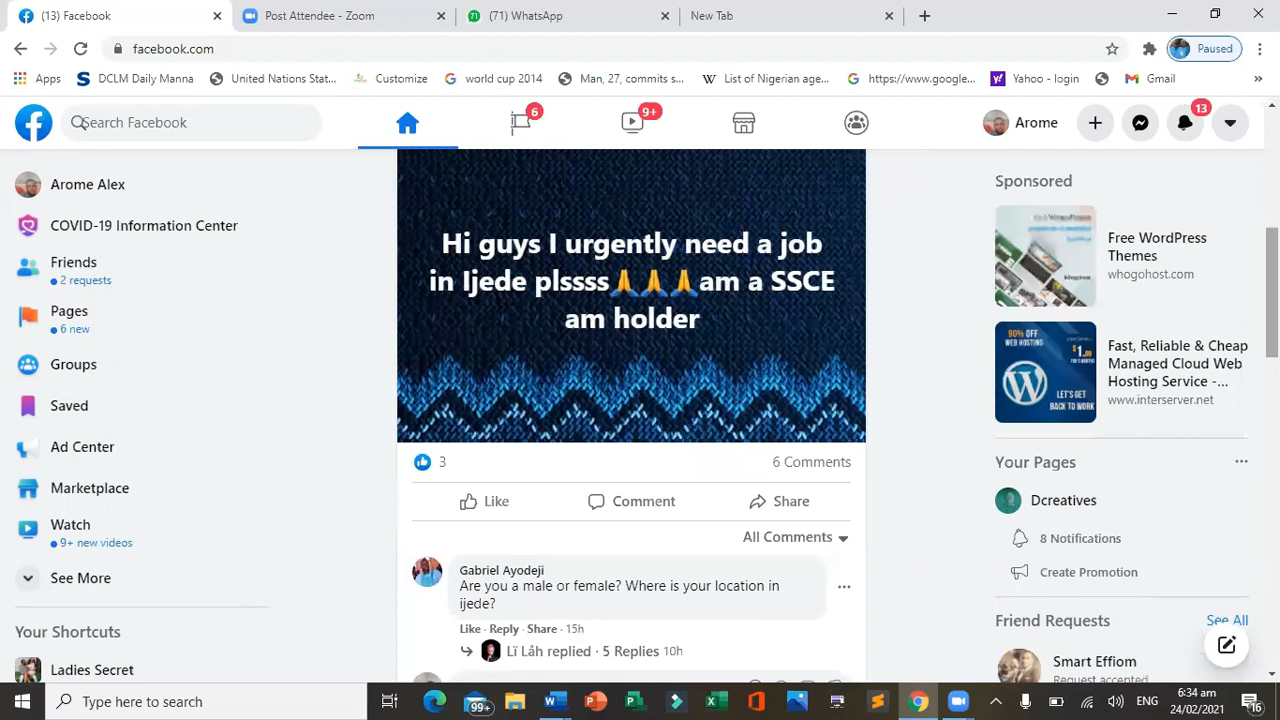 (13) Facebook
Post Attendee - Zoom
(71) WhatsApp
New Tab
facebook.com
Paused
Apps
DCLM Daily Manna
United Nations Stat...
Customize
world cup 2014
Man, 27, commits s...
List of Nigerian age...
https://www.google...
Yahoo - login
Gmail
»
Search Facebook
6
9+
Arome
13
Arome Alex
COVID-19 Information Center
Friends
2 requests
Pages
6 new
Groups
Saved
Ad Center
Marketplace
Watch
9+ new videos
See More
Your Shortcuts
Ladies Secret
Hi guys I urgently need a job
in Ijede plssss🙏🙏🙏am a SSCE
am holder
3
6 Comments
Like
Comment
Share
All Comments
Gabriel Ayodeji
Are you a male or female? Where is your location in
ijede?
Like · Reply · Share · 15h
Lï Låh replied · 5 Replies 10h
Sponsored
Free WordPress
Themes
whogohost.com
90% OFF
WEB HOSTING
$1.00
LET'S GET
BACK TO WORK
Fast, Reliable & Cheap
Managed Cloud Web
Hosting Service -...
www.interserver.net
Your Pages
Dcreatives
8 Notifications
Create Promotion
Friend Requests
See All
Smart Effiom
Request accepted
Type here to search
99+
ENG
6:34 am
24/02/2021
16